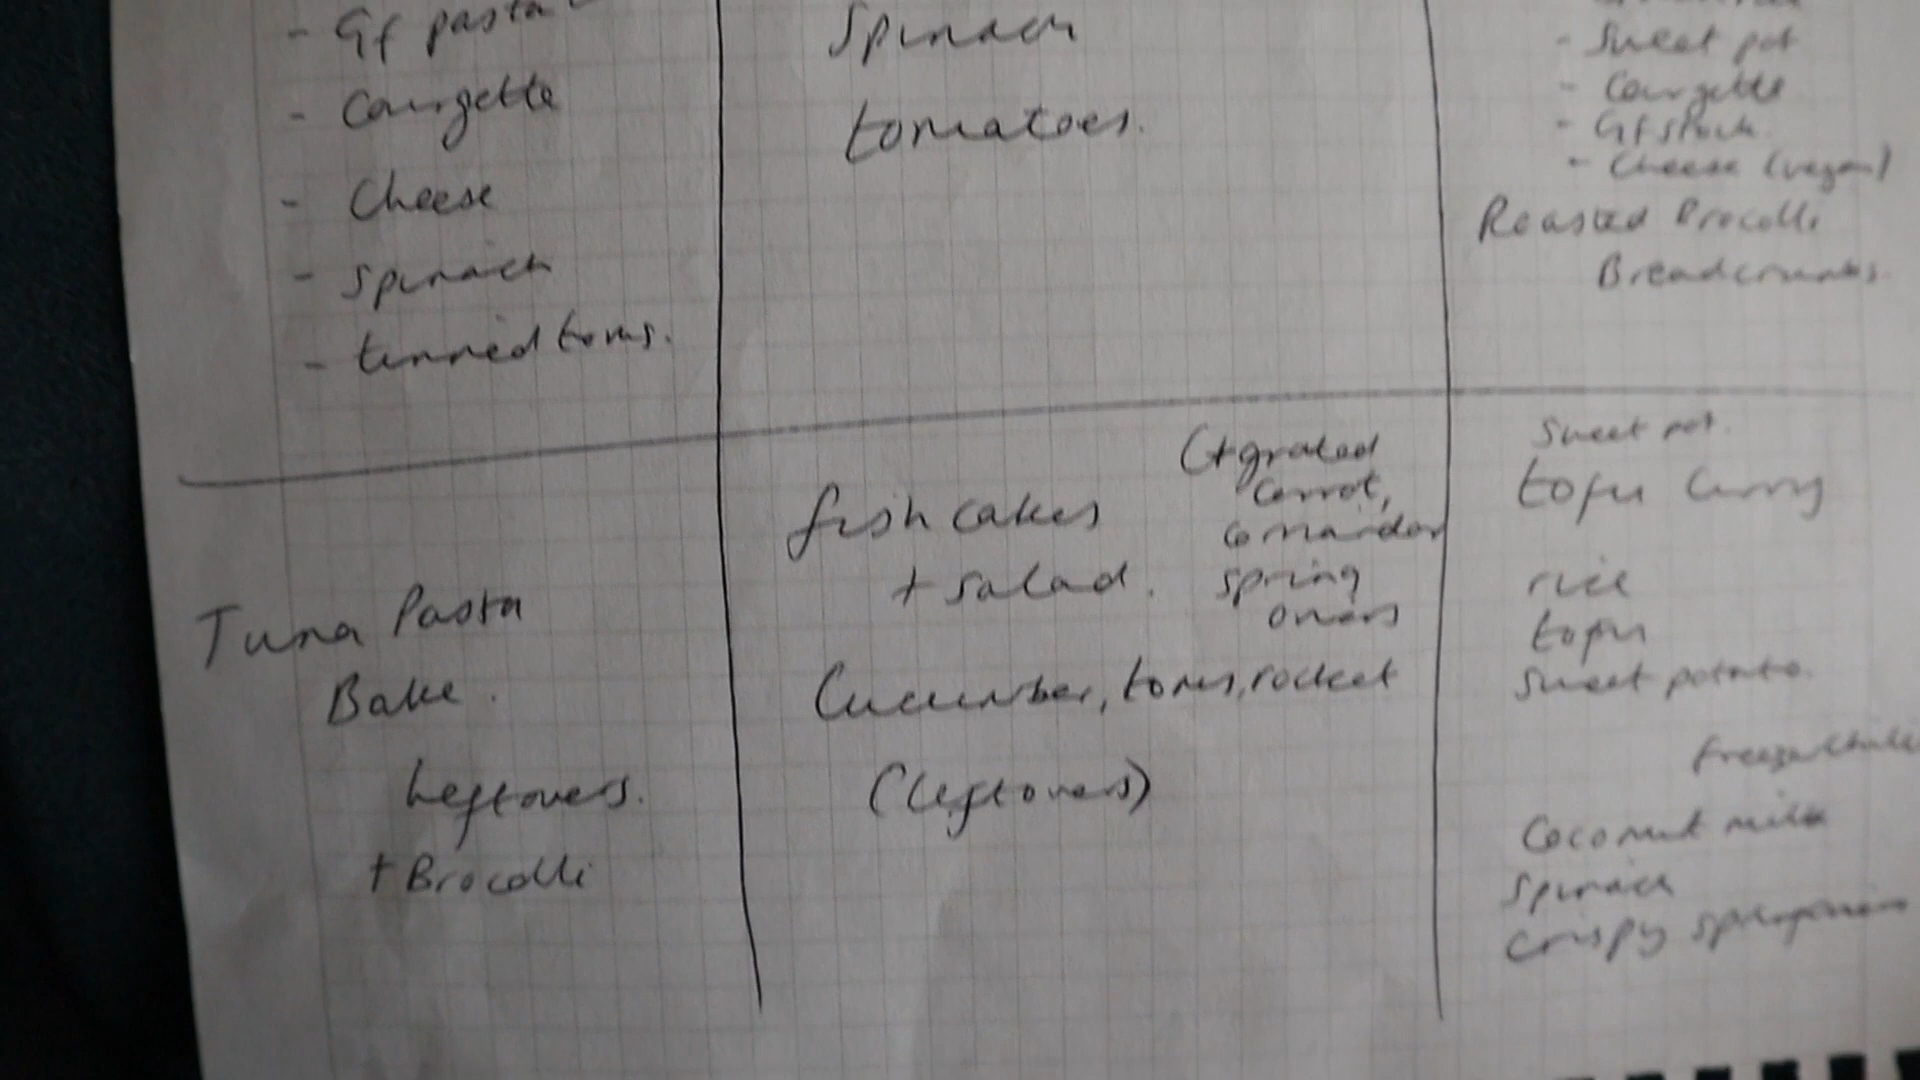 - Gf pasta
- Courgette
- Cheese
- Spinach
- tinned toms.
Spinach
tomatoes.
- Sweet pot
- Courgette
- Gf stock
- Cheese (vegan)
Roasted Brocolli
Breadcrumbs.
Tuna Pasta
Bake.
Leftovers.
+ Brocolli
fish cakes
+ salad.
(+ grated
carrot,
coriander
spring
onions
Cucumber, toms, rocket
(leftovers)
Sweet pot.
tofu curry
rice
tofu
Sweet potato.
Coconut milk
Spinach
Crispy